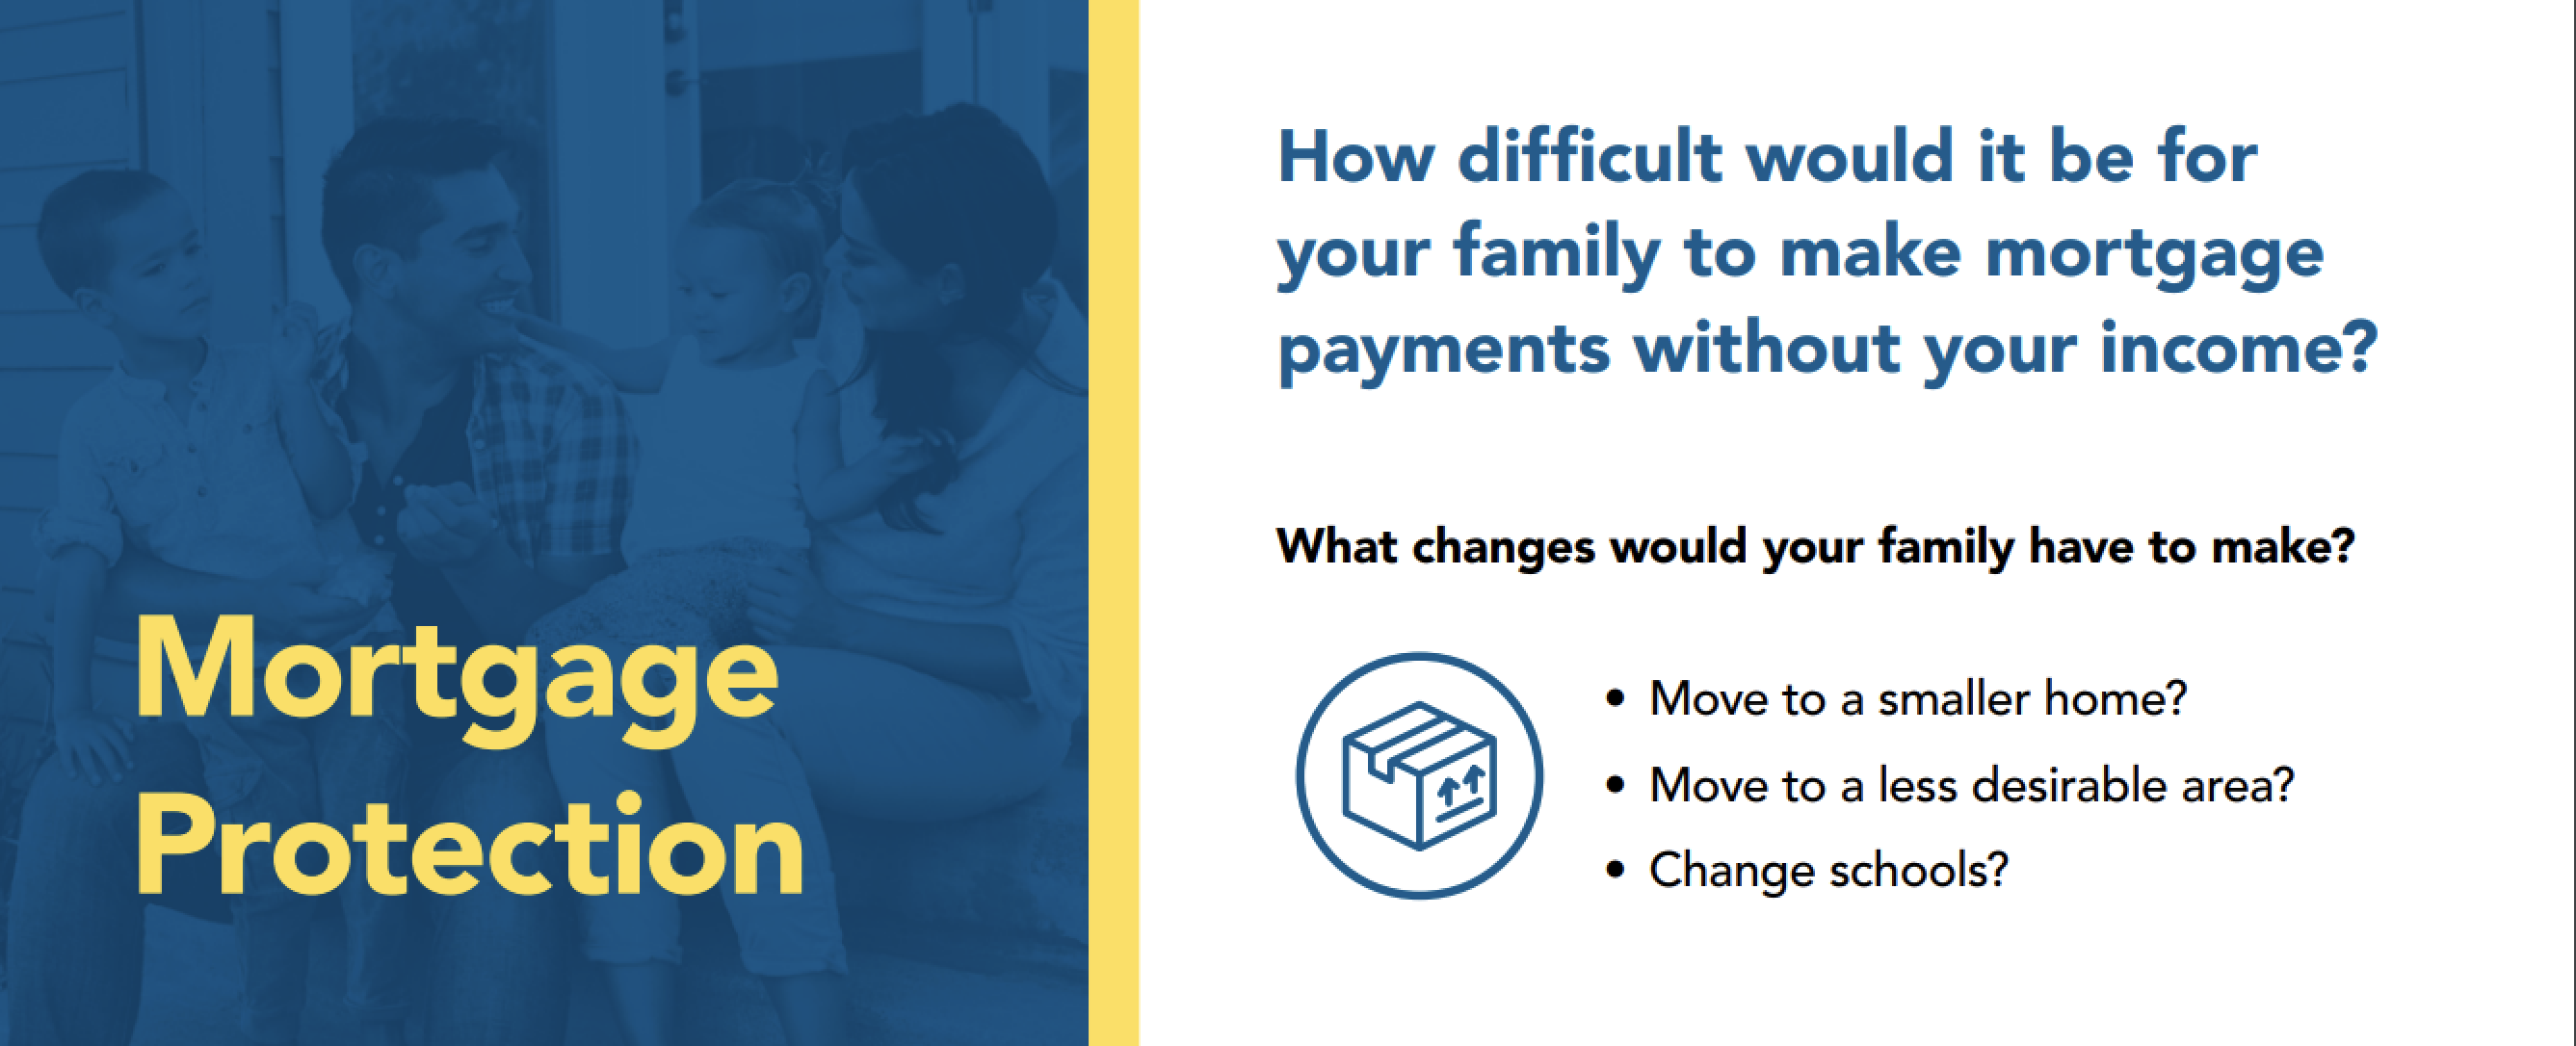 Mortgage
Protection
How difficult would it be for
your family to make mortgage
payments without your income?
What changes would your family have to make?
• Move to a smaller home?
• Move to a less desirable area?
• Change schools?